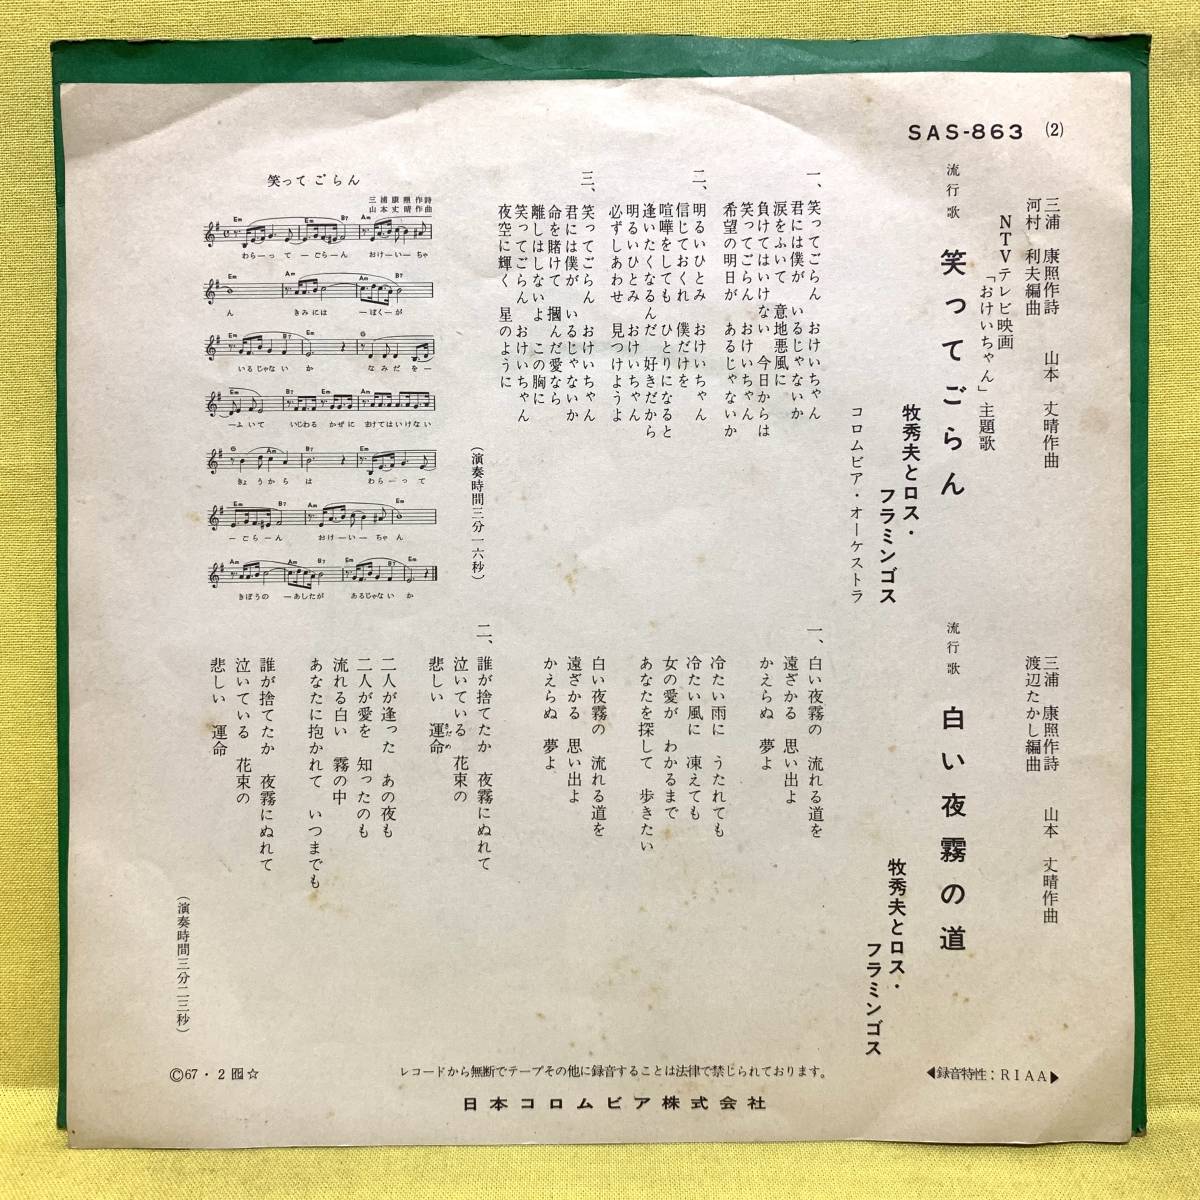 SAS-863 (2)
三浦 康照作詩 山本 丈晴作曲
河村 利夫編曲
NTVテレビ映画
「おけいちゃん」主題歌
流行歌 笑ってごらん
牧秀夫とロス・
フラミンゴス
コロムビア・オーケストラ
一、笑ってごらん おけいちゃん
君には僕が いるじゃないか
涙をふいて 意地悪風に
負けてはいけない 今日からは
笑ってごらん おけいちゃん
希望の明日が あるじゃないか
二、明るいひとみ おけいちゃん
信じておくれ 僕だけを
喧嘩をしても ひとりになると
逢いたくなるんだ 好きだから
明るいひとみ おけいちゃん
必ずしあわせ 見つけようよ
三、笑ってごらん おけいちゃん
君には僕が いるじゃないか
命を賭けて 摑んだ愛なら
離しはしないよ この胸に
笑ってごらん おけいちゃん
夜空に輝く 星のように
(演奏時間三分一六秒)
笑ってごらん
三浦康照作詩
山本丈晴作曲
Em B7 Am
わらーって ーごらーん おけーいーちゃ
Em Am
ん きみには ーぼくーが
Em G
いるじゃないか なみだをー
Em B7 Am Em
ーふいて いじわる かぜに まけてはいけない
G Am B7 Em
きょうからは わらーって
B7 Am Em
ーごらーん おけーいーちゃん
Am B7 Em
きぼうの ーあしたが あるじゃないか
三浦 康照作詩 山本 丈晴作曲
渡辺たかし編曲
流行歌 白い夜霧の道
牧秀夫とロス・
フラミンゴス
一、白い夜霧の 流れる道を
遠ざかる 思い出よ
かえらぬ 夢よ
冷たい雨に うたれても
冷たい風に 凍えても
女の愛が わかるまで
あなたを探して 歩きたい
白い夜霧の 流れる道を
遠ざかる 思い出よ
かえらぬ 夢よ
二、誰が捨てたか 夜霧にぬれて
泣いている 花束の
悲しい 運命
さだめ
二人が逢った あの夜も
二人が愛を 知ったのも
流れる白い 霧の中
あなたに抱かれて いつまでも
誰が捨てたか 夜霧にぬれて
泣いている 花束の
悲しい 運命
(演奏時間三分二三秒)
©67・2 ☆
レコードから無断でテープその他に録音することは法律で禁じられております。
◀録音特性:RIAA▶
日本コロムビア株式会社